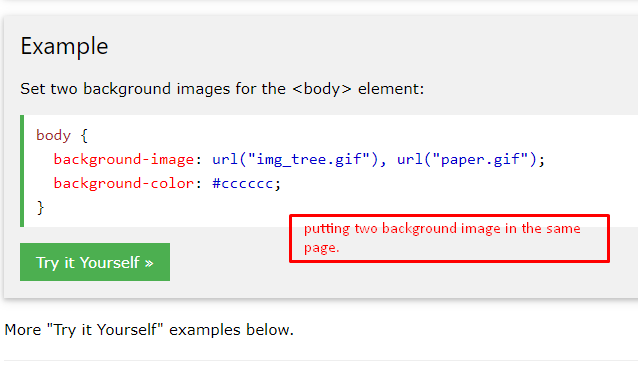 Example
Set two background images for the <body> element:
body {
background-image: url("img_tree.gif"), url("paper.gif");
background-color: #cccccc;
}
putting two background image in the same
page.
Try it Yourself »
More "Try it Yourself" examples below.